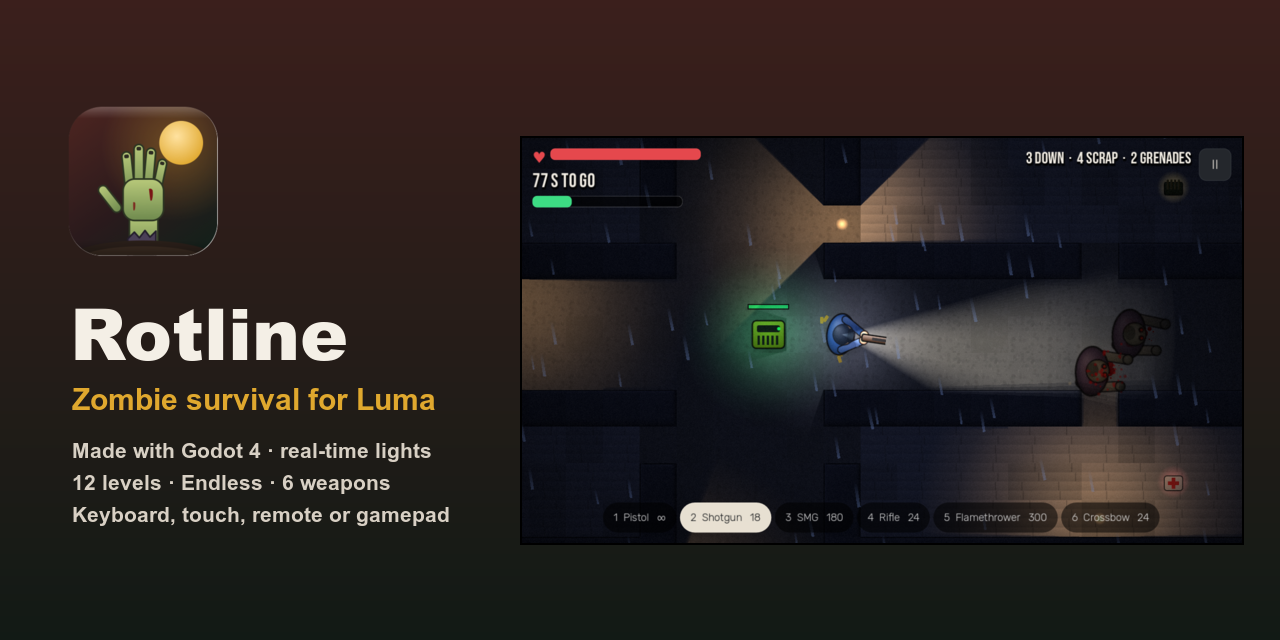 Rotline
Zombie survival for Luma
Made with Godot 4 · real-time lights
12 levels · Endless · 6 weapons
Keyboard, touch, remote or gamepad
77 S TO GO
3 DOWN · 4 SCRAP · 2 GRENADES
1 Pistol ∞
2 Shotgun 18
3 SMG 180
4 Rifle 24
5 Flamethrower 300
6 Crossbow 24